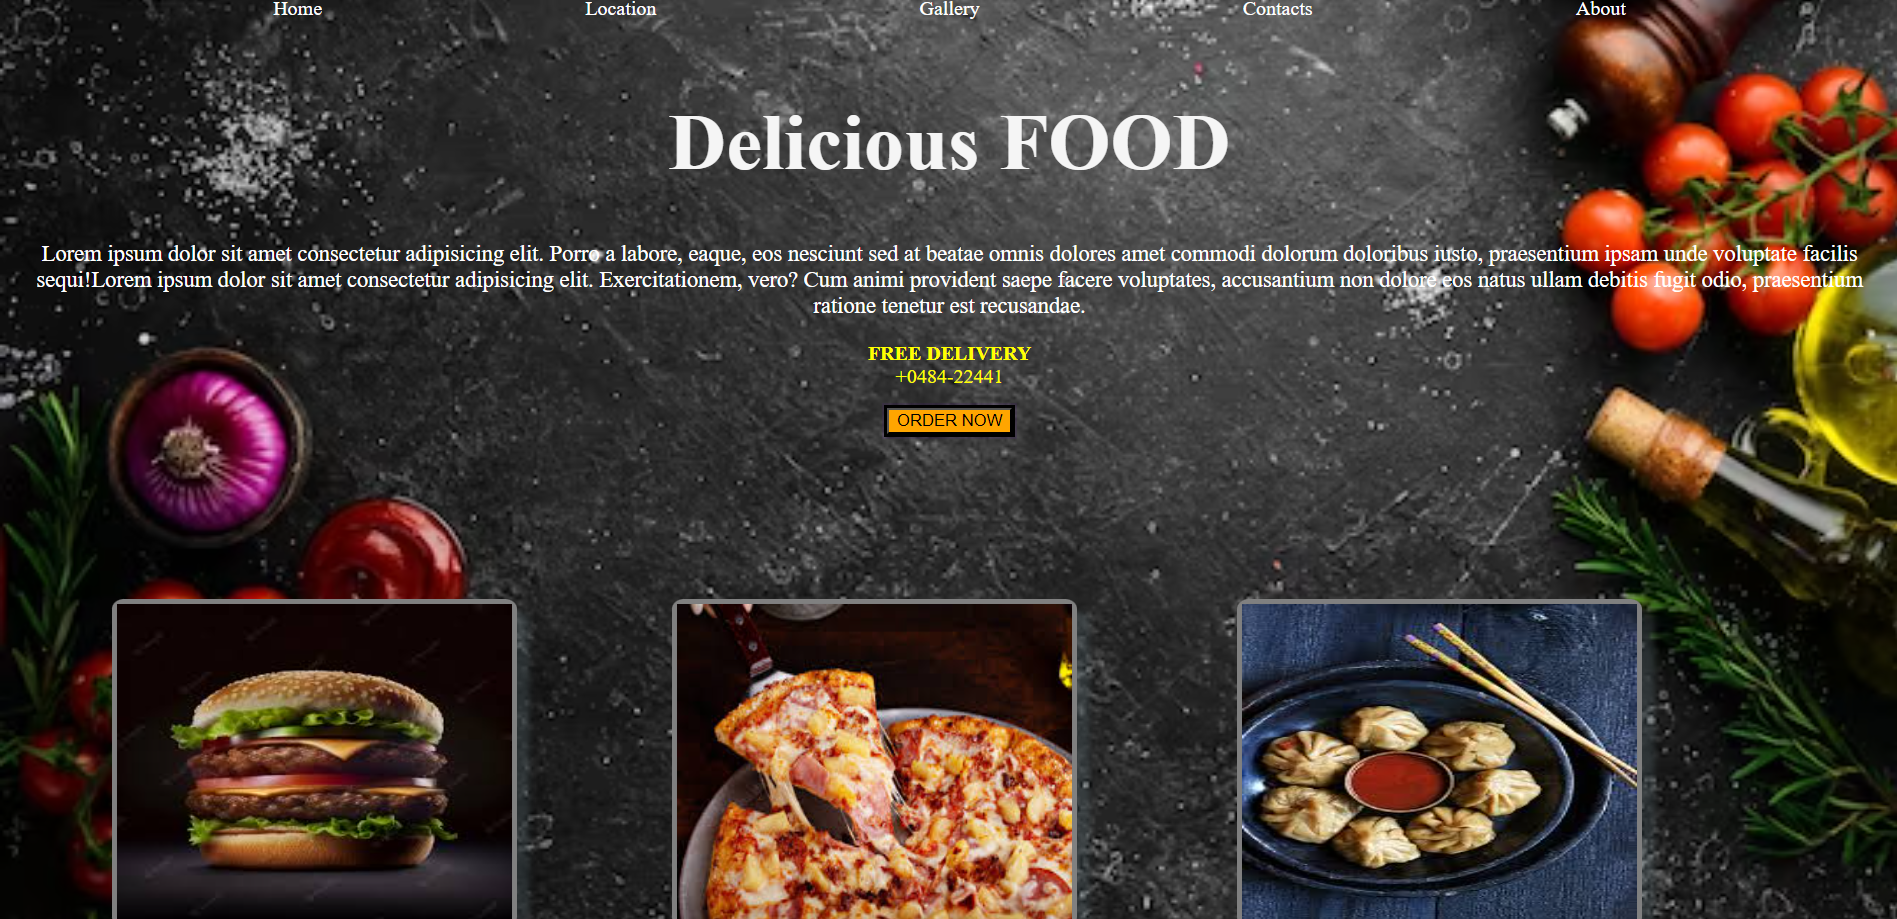 Home Location Gallery Contacts About
Delicious FOOD
Lorem ipsum dolor sit amet consectetur adipisicing elit. Porro a labore, eaque, eos nesciunt sed at beatae omnis dolores amet commodi dolorum doloribus iusto, praesentium ipsam unde voluptate facilis
sequi!Lorem ipsum dolor sit amet consectetur adipisicing elit. Exercitationem, vero? Cum animi provident saepe facere voluptates, accusantium non dolore eos natus ullam debitis fugit odio, praesentium
ratione tenetur est recusandae.
FREE DELIVERY
+0484-22441
ORDER NOW